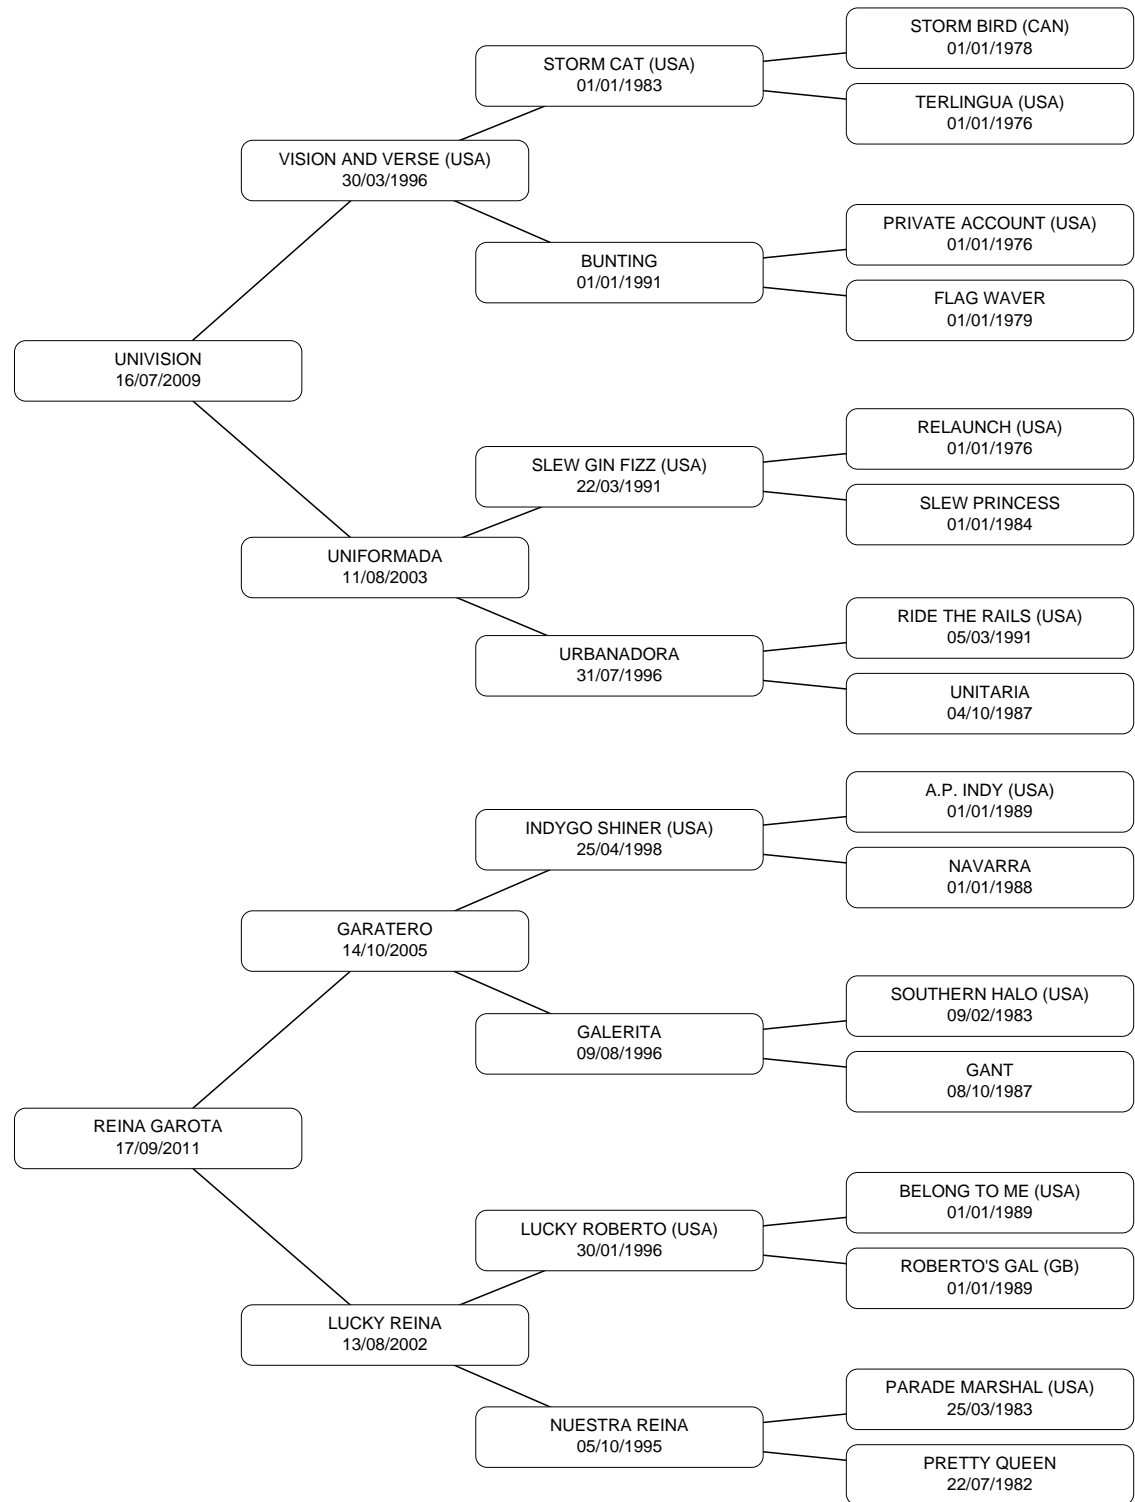 STORM BIRD (CAN)
01/01/1978
STORM CAT (USA)
01/01/1983
TERLINGUA (USA)
01/01/1976
VISION AND VERSE (USA)
30/03/1996
PRIVATE ACCOUNT (USA)
01/01/1976
BUNTING
01/01/1991
FLAG WAVER
01/01/1979
UNIVISION
16/07/2009
RELAUNCH (USA)
01/01/1976
SLEW GIN FIZZ (USA)
22/03/1991
SLEW PRINCESS
01/01/1984
UNIFORMADA
11/08/2003
RIDE THE RAILS (USA)
05/03/1991
URBANADORA
31/07/1996
UNITARIA
04/10/1987
A.P. INDY (USA)
01/01/1989
INDYGO SHINER (USA)
25/04/1998
NAVARRA
01/01/1988
GARATERO
14/10/2005
SOUTHERN HALO (USA)
09/02/1983
GALERITA
09/08/1996
GANT
08/10/1987
REINA GAROTA
17/09/2011
BELONG TO ME (USA)
01/01/1989
LUCKY ROBERTO (USA)
30/01/1996
ROBERTO'S GAL (GB)
01/01/1989
LUCKY REINA
13/08/2002
PARADE MARSHAL (USA)
25/03/1983
NUESTRA REINA
05/10/1995
PRETTY QUEEN
22/07/1982